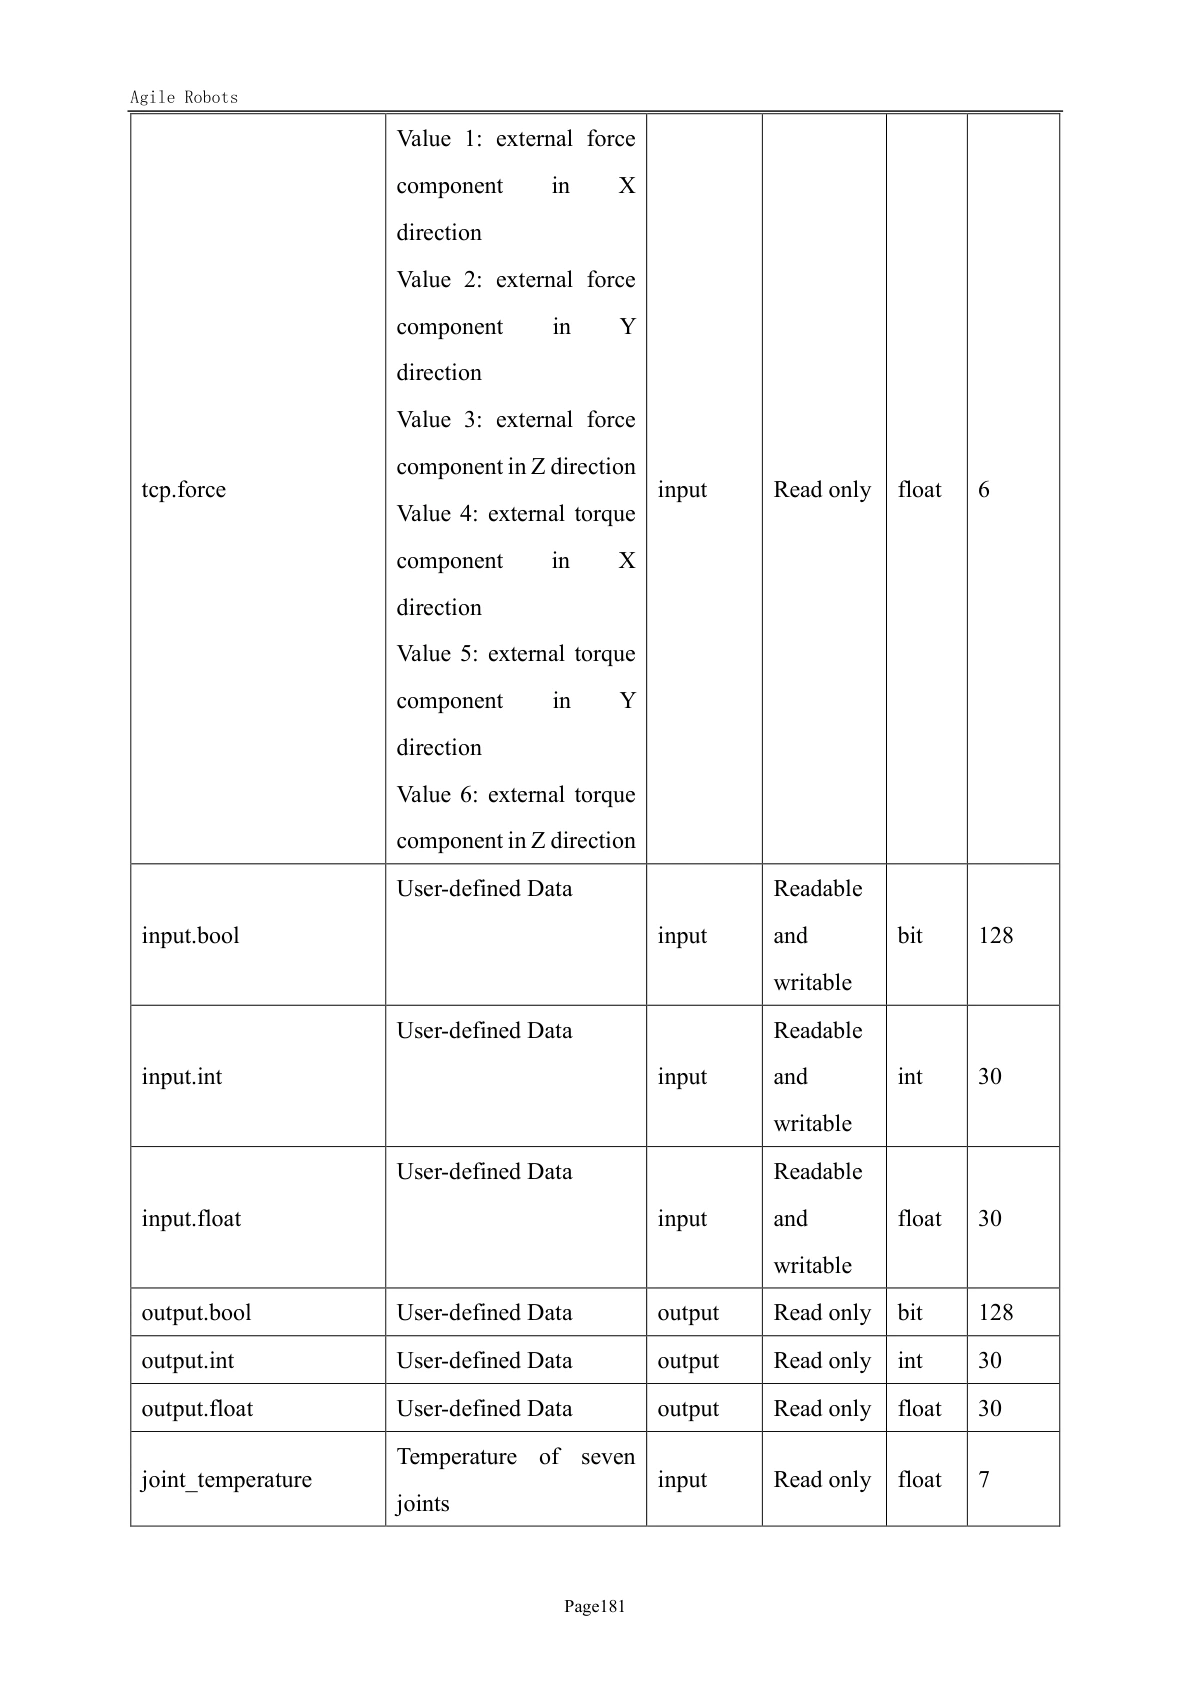 Agile Robots
tcp.force
Value 1: external force
component in X
direction
Value 2: external force
component in Y
direction
Value 3: external force
component in Z direction
Value 4: external torque
component in X
direction
Value 5: external torque
component in Y
direction
Value 6: external torque
component in Z direction
input
Read only
float
6
input.bool
User-defined Data
input
Readable
and
writable
bit
128
input.int
User-defined Data
input
Readable
and
writable
int
30
input.float
User-defined Data
input
Readable
and
writable
float
30
output.bool
User-defined Data
output
Read only
bit
128
output.int
User-defined Data
output
Read only
int
30
output.float
User-defined Data
output
Read only
float
30
joint_temperature
Temperature of seven
joints
input
Read only
float
7
Page181